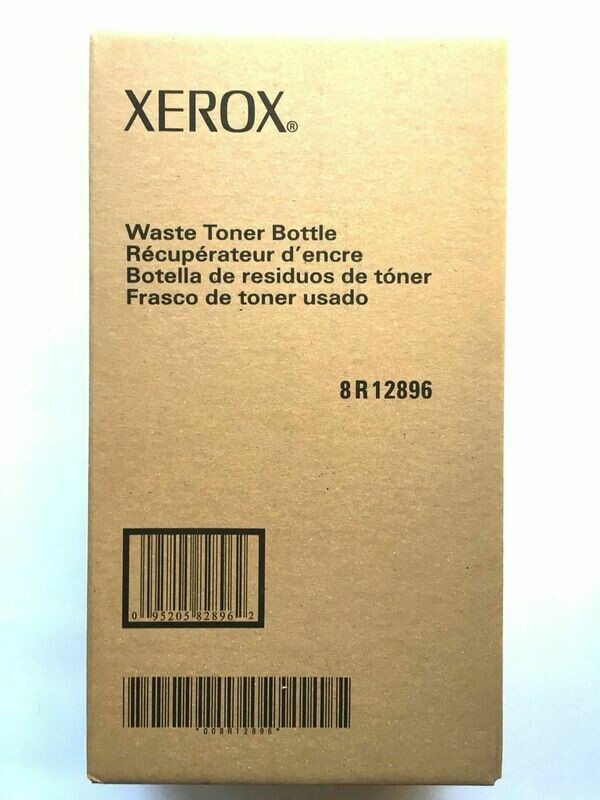 XEROX®
Waste Toner Bottle
Récupérateur d'encre
Botella de residuos de tóner
Frasco de toner usado
8R12896
0 95205 82896 2
*008R12896*